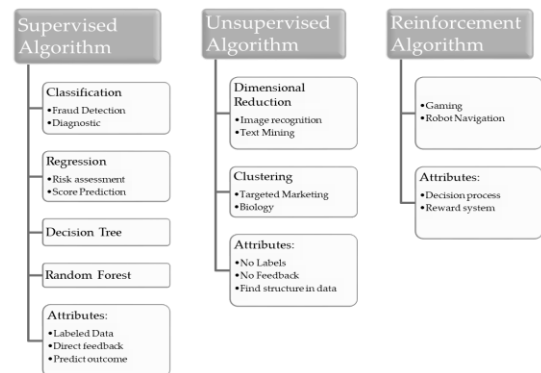 Supervised
Algorithm
Classification
•Fraud Detection
•Diagnostic
Regression
•Risk assessment
•Score Prediction
Decision Tree
Random Forest
Attributes:
•Labeled Data
•Direct feedback
•Predict outcome
Unsupervised
Algorithm
Dimensional
Reduction
•Image recognition
•Text Mining
Clustering
•Targeted Marketing
•Biology
Attributes:
•No Labels
•No Feedback
•Find structure in data
Reinforcement
Algorithm
•Gaming
•Robot Navigation
Attributes:
•Decision process
•Reward system